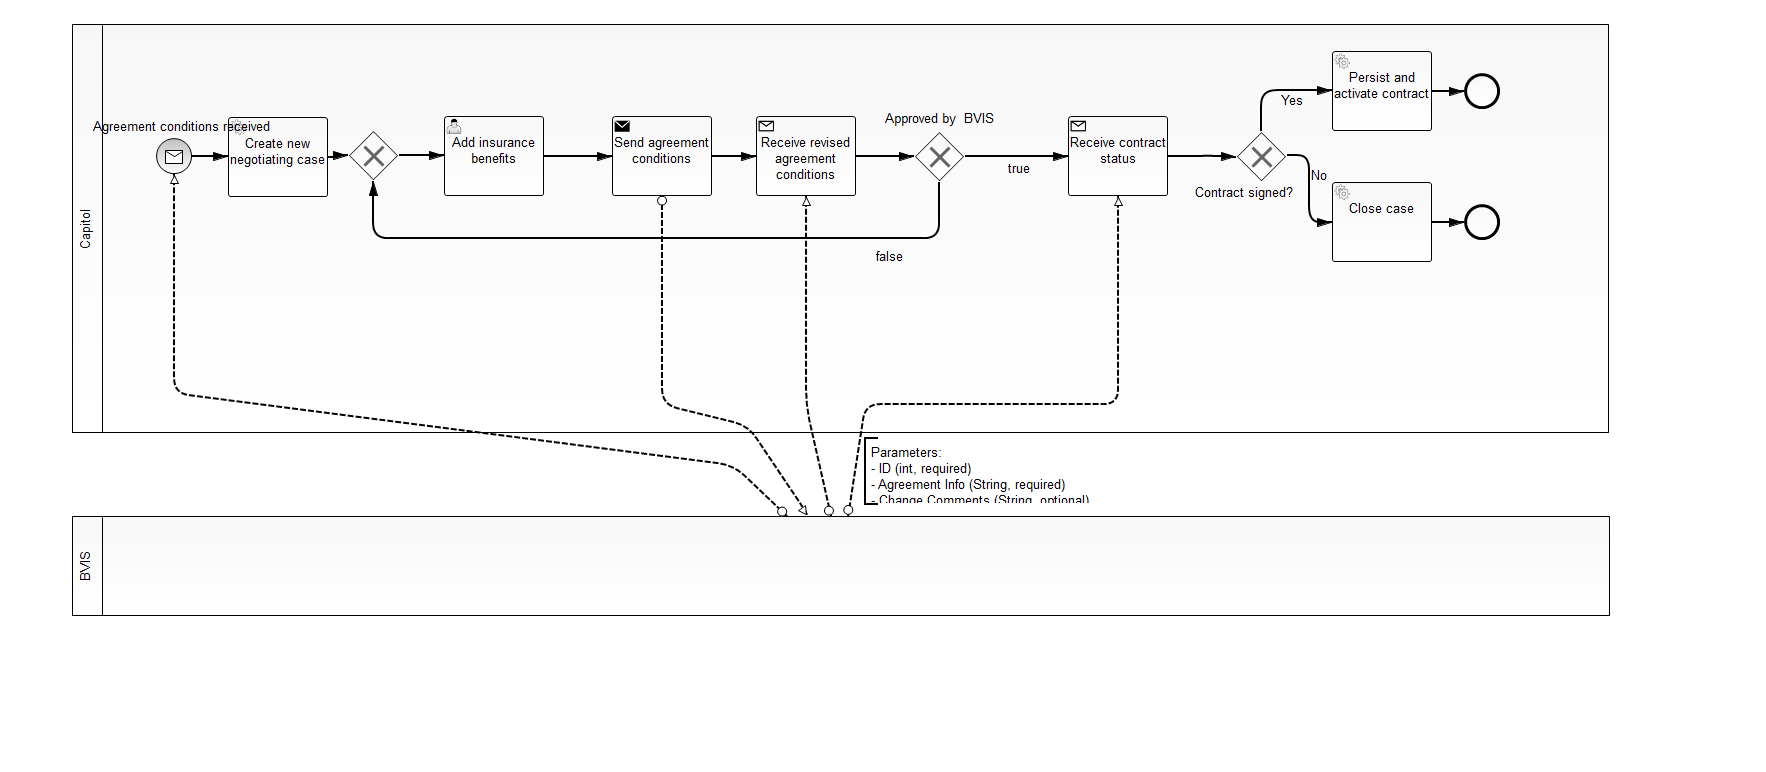 Capitol
Agreement conditions received
Create new
negotiating case
Add insurance
benefits
Send agreement
conditions
Receive revised
agreement
conditions
Approved by  BVIS
true
false
Receive contract
status
Contract signed?
Yes
No
Persist and
activate contract
Close case
Parameters:
- ID (int, required)
- Agreement Info (String, required)
- Change Comments (String, optional)
BVIS